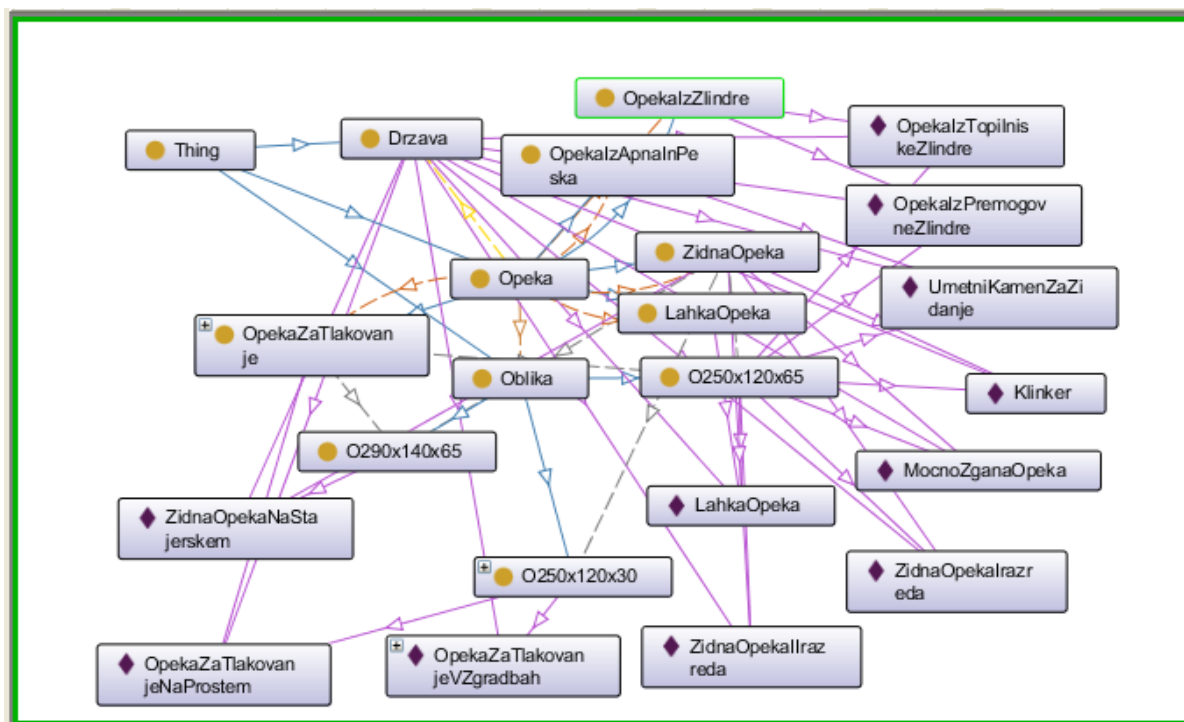 OpekaIzZlindre
Thing
Drzava
OpekaIzTopilnis
keZlindre
OpekaIzApnaInPe
ska
OpekaIzPremogov
neZlindre
ZidnaOpeka
Opeka
UmetniKamenZaZi
danje
LahkaOpeka
OpekaZaTlakovan
je
Oblika
O250x120x65
Klinker
O290x140x65
MocnoZganaOpeka
LahkaOpeka
ZidnaOpekaNaSta
jerskem
O250x120x30
ZidnaOpekaIrazr
eda
OpekaZaTlakovan
jeNaProstem
OpekaZaTlakovan
jeVZgradbah
ZidnaOpekaIIraz
reda